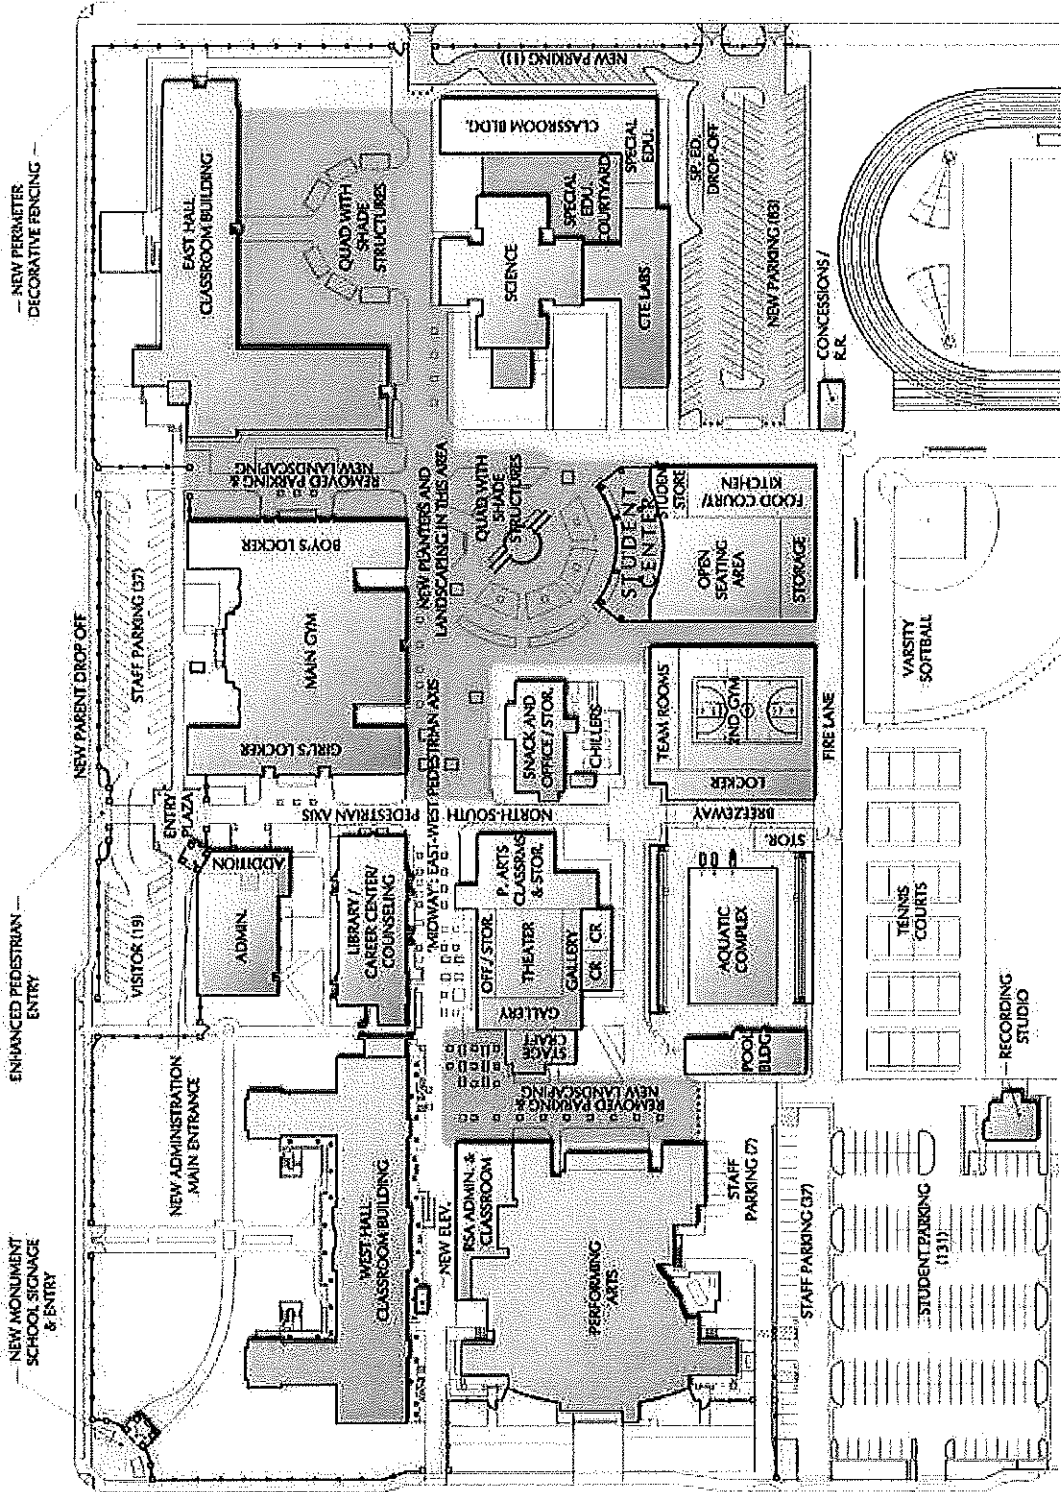 NEW MONUMENT
SCHOOL SIGNAGE
& ENTRY
ENHANCED PEDESTRIAN
ENTRY
NEW PERIMETER
DECORATIVE FENCING
NEW PARENT DROP OFF
NEW ADMINISTRATION
MAIN ENTRANCE
VISITOR (19)
ENTRY
PLAZA
STAFF PARKING (37)
ADDITION
ADMIN.
LIBRARY /
CAREER CENTER/
COUNSELING
WEST HALL
CLASSROOM BUILDING
NORTH-SOUTH PEDESTRIAN AXIS
GIRL'S LOCKER
MAIN GYM
BOY'S LOCKER
REMOVED PARKING &
NEW LANDSCAPING
EAST HALL
CLASSROOM BUILDING
QUAD WITH
SHADE
STRUCTURES
NEW PARKING (11)
"MIDWAY": EAST-WEST PEDESTRIAN AXIS
NEW PLANTERS AND
LANDSCAPING IN THIS AREA
NEW ELEV.
RSA ADMIN. &
CLASSROOM
PERFORMING
ARTS
REMOVED PARKING &
NEW LANDSCAPING
STAGE
CRAFT
GALLERY
OFF / STOR.
THEATER
P. ARTS
CLASSRMS
& STOR.
GALLERY
CR
CR
SNACK AND
OFFICE / STOR.
CHILLERS
QUAD WITH
SHADE
STRUCTURES
STUDENT
CENTER
STUDENT
STORE
FOOD COURT/
KITCHEN
OPEN
SEATING
AREA
STORAGE
SCIENCE
CLASSROOM BLDG.
SPECIAL
EDU.
COURTYARD
SPECIAL
EDU.
CTE LABS
SP. ED.
DROP-OFF
NEW PARKING (83)
CONCESSIONS /
R.R.
STAFF
PARKING (7)
POOL
BLDG
AQUATIC
COMPLEX
STOR.
BREEZEWAY
TEAM ROOMS
2ND GYM
LOCKER
FIRE LANE
STAFF PARKING (37)
STUDENT PARKING
(131)
RECORDING
STUDIO
TENNIS
COURTS
VARSITY
SOFTBALL